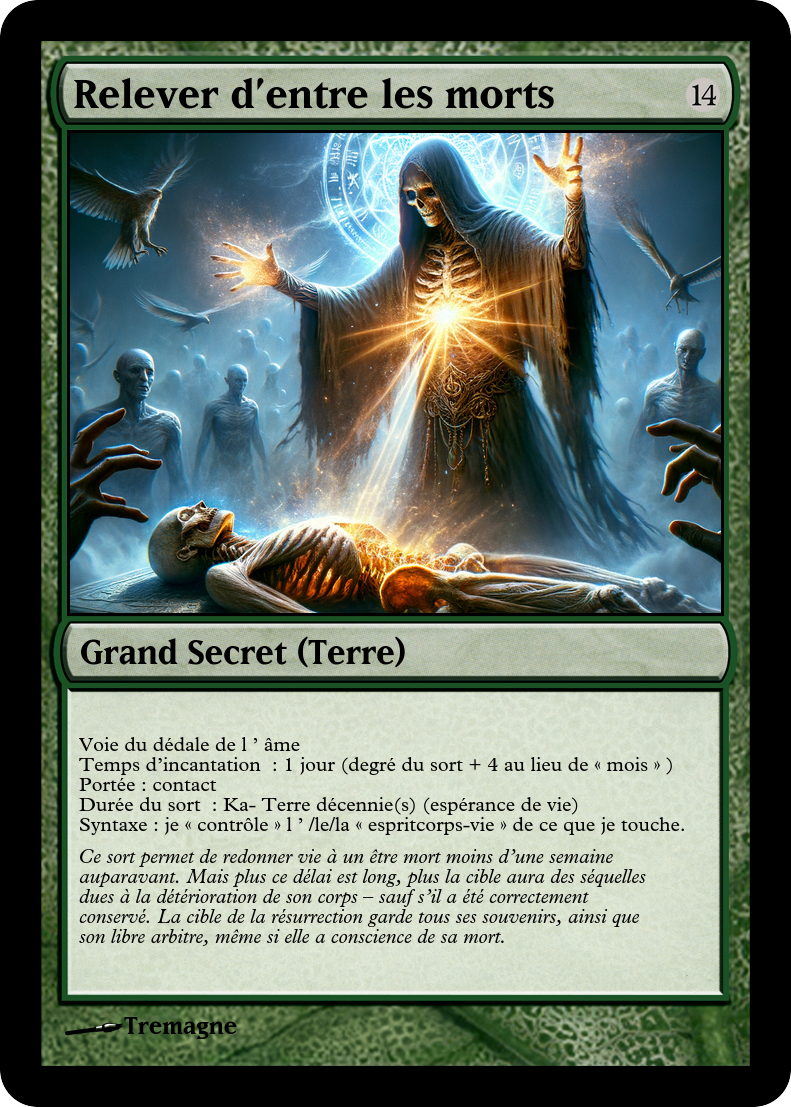 Relever d'entre les morts
14
Grand Secret (Terre)
Voie du dédale de l ’ âme
Temps d’incantation  : 1 jour (degré du sort + 4 au lieu de « mois » )
Portée : contact
Durée du sort  : Ka- Terre décennie(s) (espérance de vie)
Syntaxe : je « contrôle » l ’ /le/la « espritcorps-vie » de ce que je touche.
Ce sort permet de redonner vie à un être mort moins d’une semaine
auparavant. Mais plus ce délai est long, plus la cible aura des séquelles
dues à la détérioration de son corps – sauf s’il a été correctement
conservé. La cible de la résurrection garde tous ses souvenirs, ainsi que
son libre arbitre, même si elle a conscience de sa mort.
Tremagne